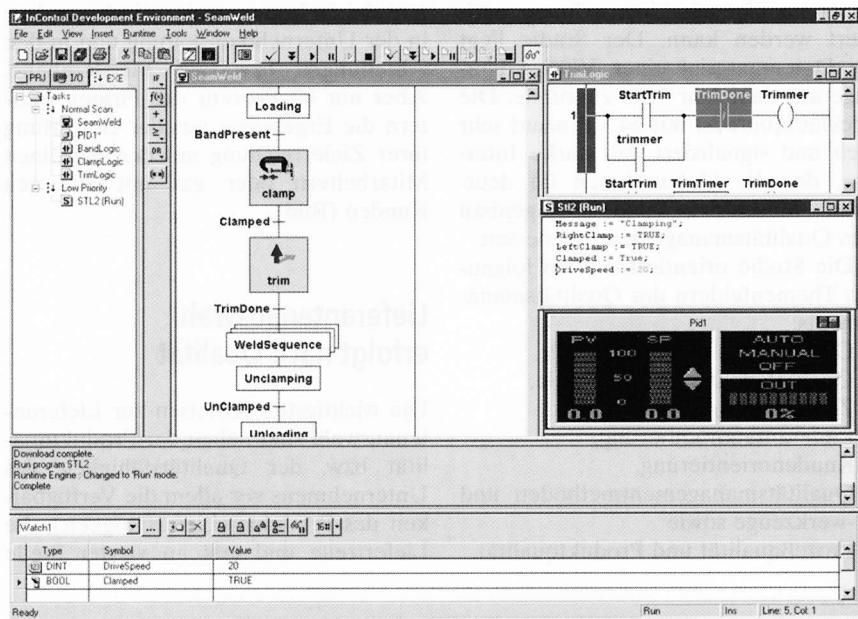 InControl Development Environment - SeamWeld
File Edit View Insert Runtime Tools Window Help
PRJ I/O EXE
Tasks
Normal Scan
SeamWeld
PID1*
BandLogic
ClampLogic
TrimLogic
Low Priority
STL2 (Run)
IF
f(x)
OR
SeamWeld
Loading
BandPresent
clamp
Clamped
trim
TrimDone
WeldSequence
Unclamping
UnClamped
Unloading
TrimLogic
StartTrim TrimDone Trimmer
1
trimmer
StartTrim TrimTimer TrimDone
Stl2 (Run)
Message := "Clamping";
RightClamp := TRUE;
LeftClamp := TRUE;
Clamped := True;
DriveSpeed := 20;
Pid1
PV SP
100
50
0
0.0 0.0
AUTO
MANUAL
OFF
OUT
0%
Download complete.
Run program STL2
Runtime Engine : Changed to 'Run' mode.
Complete
Watch1
Type Symbol Value
DINT DriveSpeed 20
BOOL Clamped TRUE
Ready Run Ins Line: 5, Col: 1